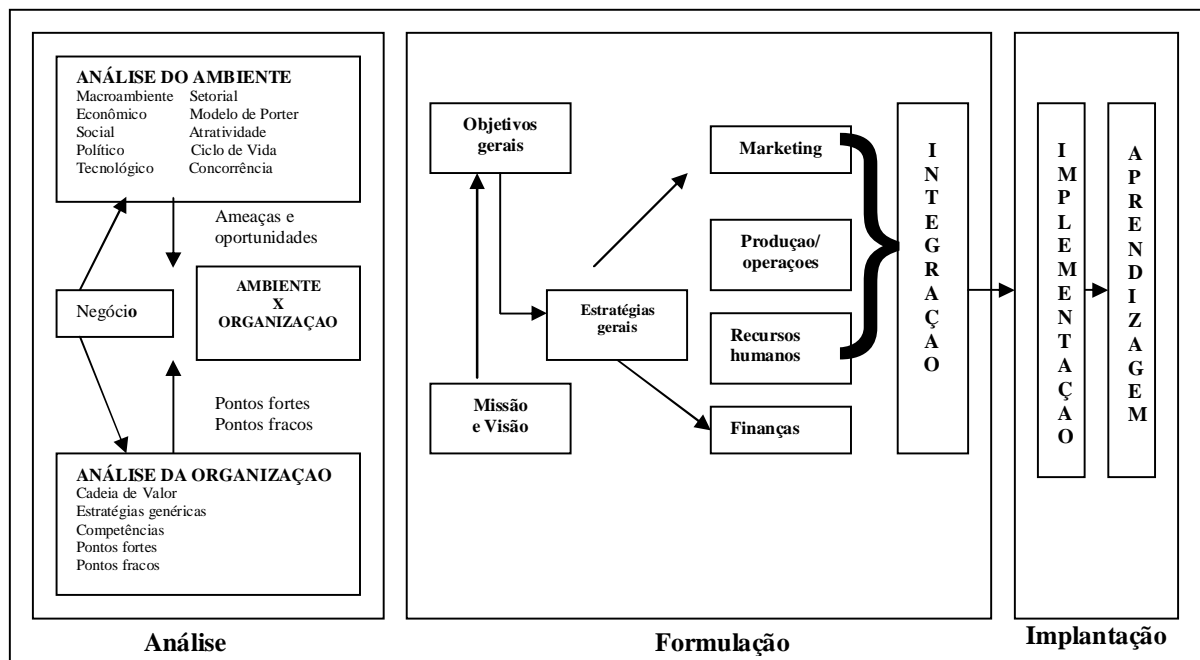 ANÁLISE DO AMBIENTE
Macroambiente Setorial
Econômico Modelo de Porter
Social Atratividade
Político Ciclo de Vida
Tecnológico Concorrência
Ameaças e
oportunidades
Negócio
AMBIENTE
X
ORGANIZAÇAO
Pontos fortes
Pontos fracos
ANÁLISE DA ORGANIZAÇAO
Cadeia de Valor
Estratégias genéricas
Competências
Pontos fortes
Pontos fracos
Análise
Objetivos
gerais
Missão
e Visão
Estratégias
gerais
Marketing
Produçao/
operaçoes
Recursos
humanos
Finanças
INTEGRAÇAO
Formulação
IMPLEMENTAÇAO
APRENDIZAGEM
Implantação